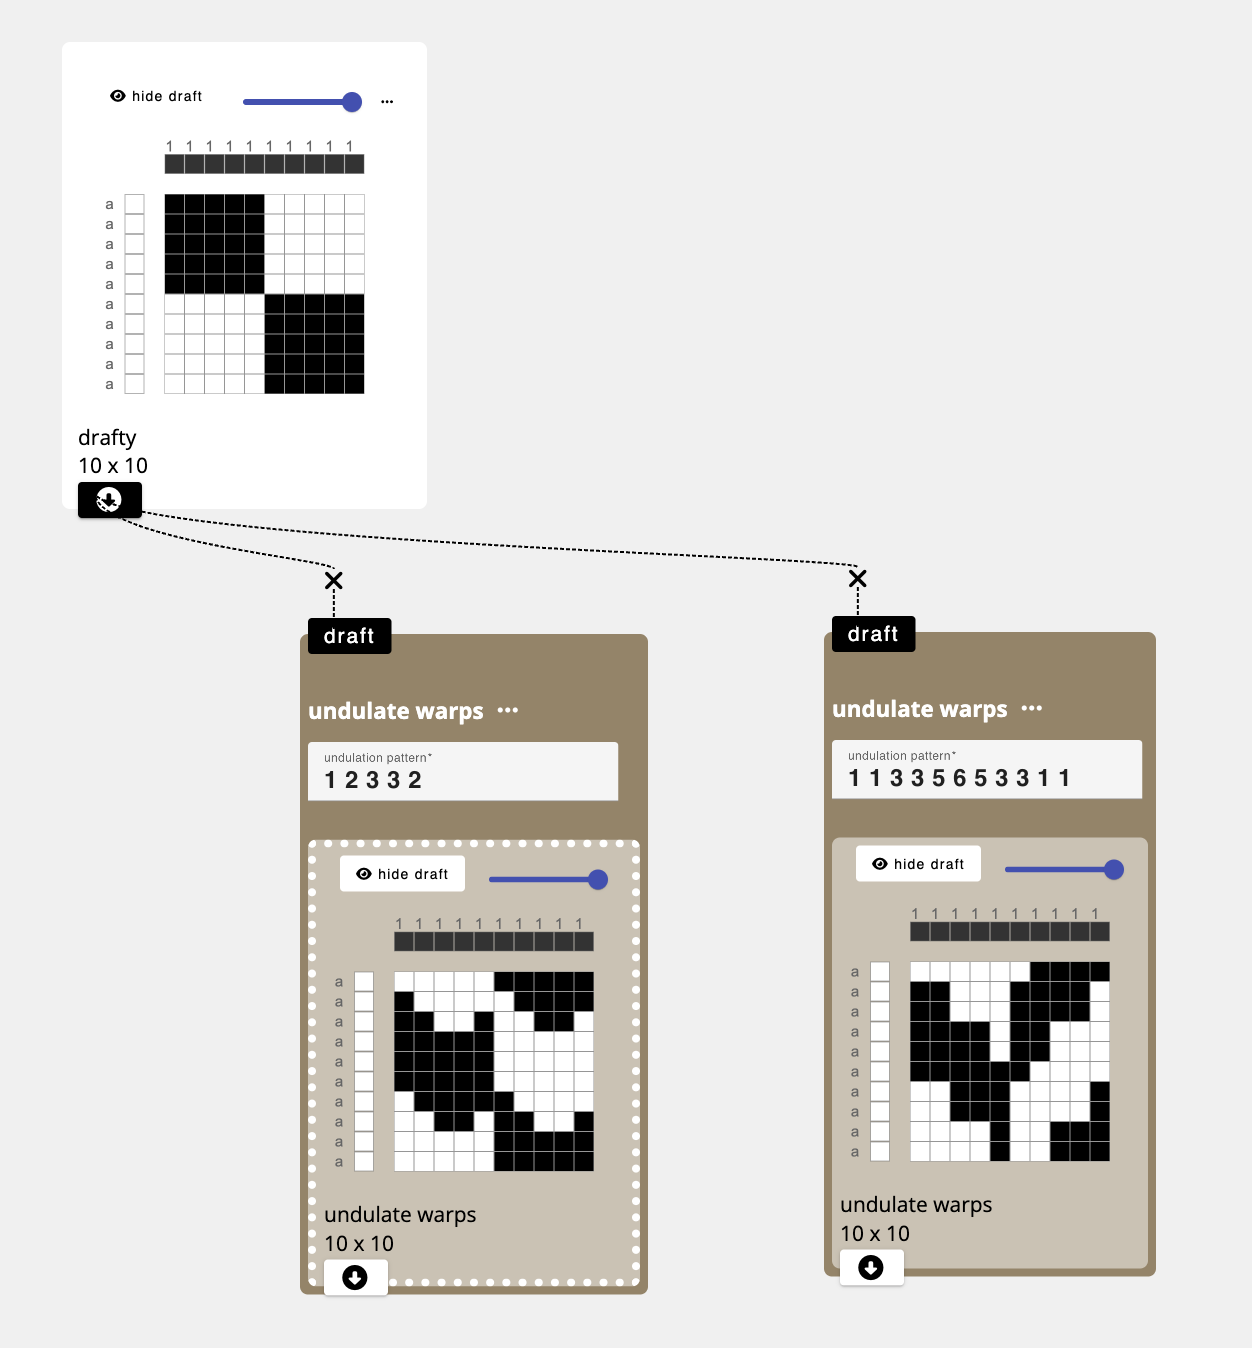 hide draft ...
1 1 1 1 1 1 1 1 1 1
a
a
a
a
a
a
a
a
a
a
drafty
10 x 10
draft
undulate warps ...
undulation pattern*
1 2 3 3 2
hide draft
1 1 1 1 1 1 1 1 1 1
a
a
a
a
a
a
a
a
a
a
undulate warps
10 x 10
draft
undulate warps ...
undulation pattern*
1 1 3 3 5 6 5 3 3 1 1
hide draft
1 1 1 1 1 1 1 1 1 1
a
a
a
a
a
a
a
a
a
a
undulate warps
10 x 10